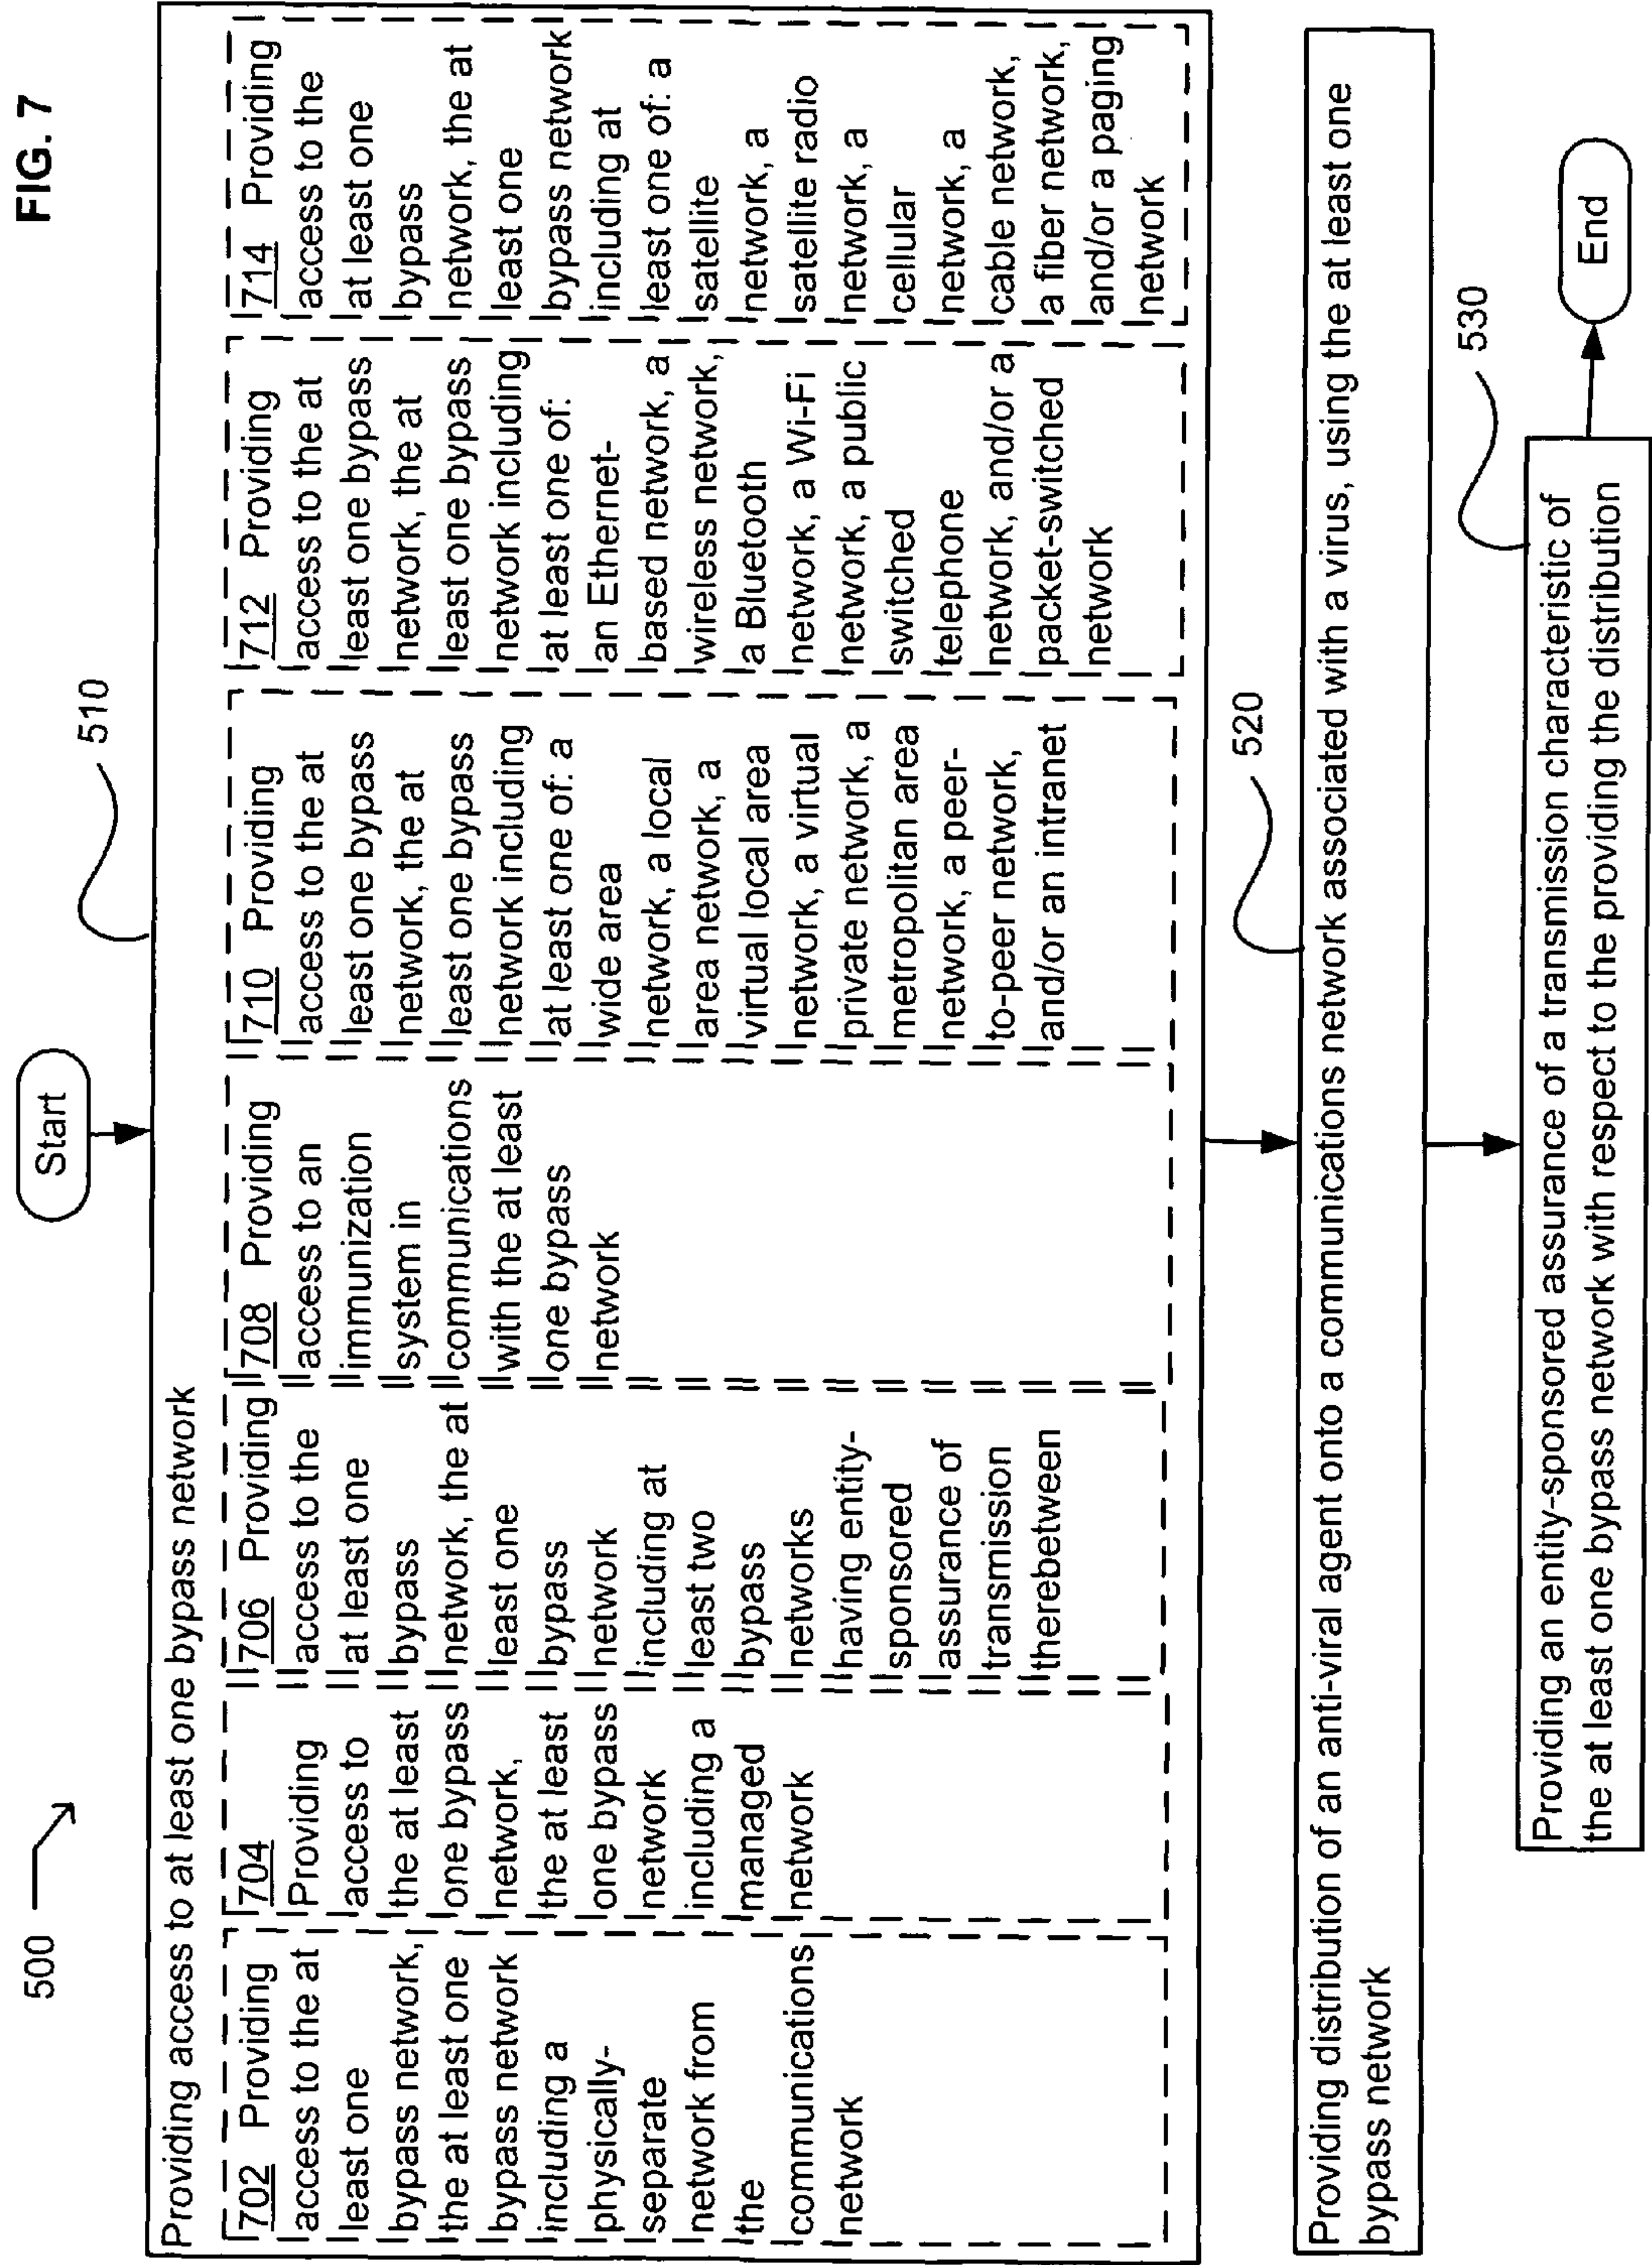 FIG. 7
500
Start
510
Providing access to at least one bypass network
702 Providing
access to the at
least one
bypass network,
the at least one
bypass network
including a
physically-
separate
network from
the
communications
network
704
Providing
access to
the at least
one bypass
network,
the at least
one bypass
network
including a
managed
network
706 Providing
access to the
at least one
bypass
network, the at
least one
bypass
network
including at
least two
bypass
networks
having entity-
sponsored
assurance of
transmission
therebetween
708 Providing
access to an
immunization
system in
communications
with the at least
one bypass
network
710 Providing
access to the at
least one bypass
network, the at
least one bypass
network including
at least one of: a
wide area
network, a local
area network, a
virtual local area
network, a virtual
private network, a
metropolitan area
network, a peer-
to-peer network,
and/or an intranet
712 Providing
access to the at
least one bypass
network, the at
least one bypass
network including
at least one of:
an Ethernet-
based network, a
wireless network,
a Bluetooth
network, a Wi-Fi
network, a public
switched
telephone
network, and/or a
packet-switched
network
714 Providing
access to the
at least one
bypass
network, the at
least one
bypass network
including at
least one of: a
satellite
network, a
satellite radio
network, a
cellular
network, a
cable network,
a fiber network,
and/or a paging
network
520
Providing distribution of an anti-viral agent onto a communications network associated with a virus, using the at least one
bypass network
530
Providing an entity-sponsored assurance of a transmission characteristic of
the at least one bypass network with respect to the providing the distribution
End